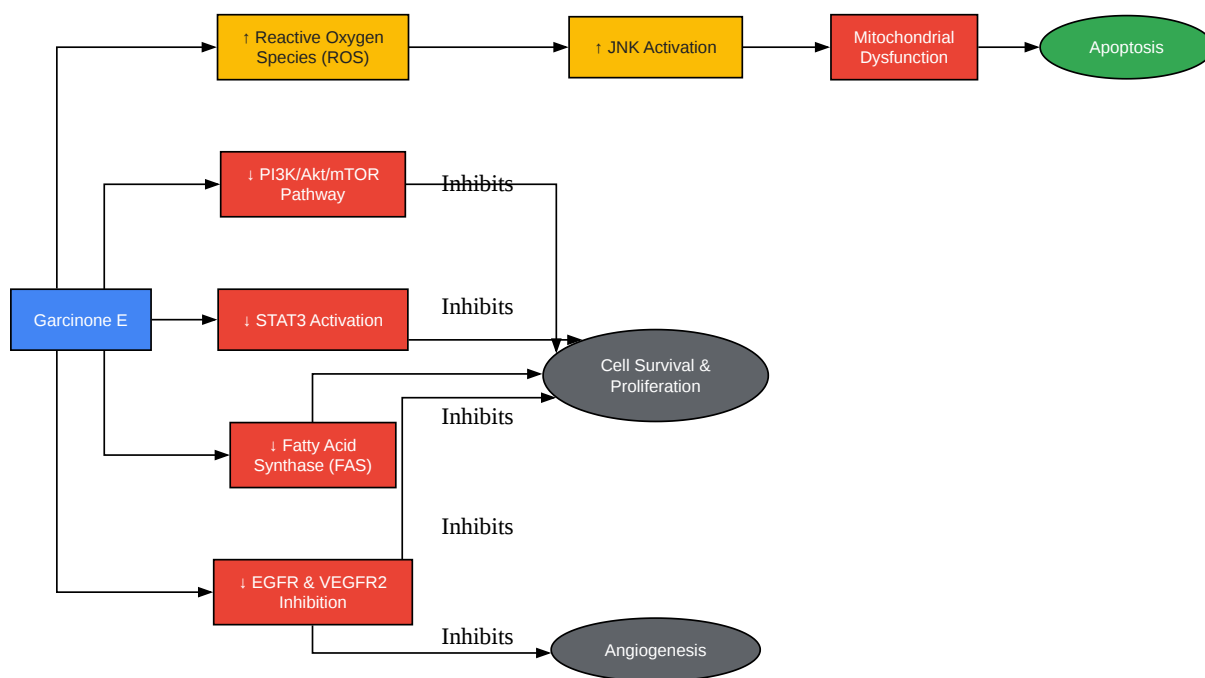 ↑ Reactive Oxygen
Species (ROS)
↑ JNK Activation
Mitochondrial
Dysfunction
Apoptosis
↓ PI3K/Akt/mTOR
Pathway
Inhibits
Garcinone E
↓ STAT3 Activation
Inhibits
Cell Survival &
Proliferation
Inhibits
↓ Fatty Acid
Synthase (FAS)
Inhibits
↓ EGFR & VEGFR2
Inhibition
Inhibits
Angiogenesis